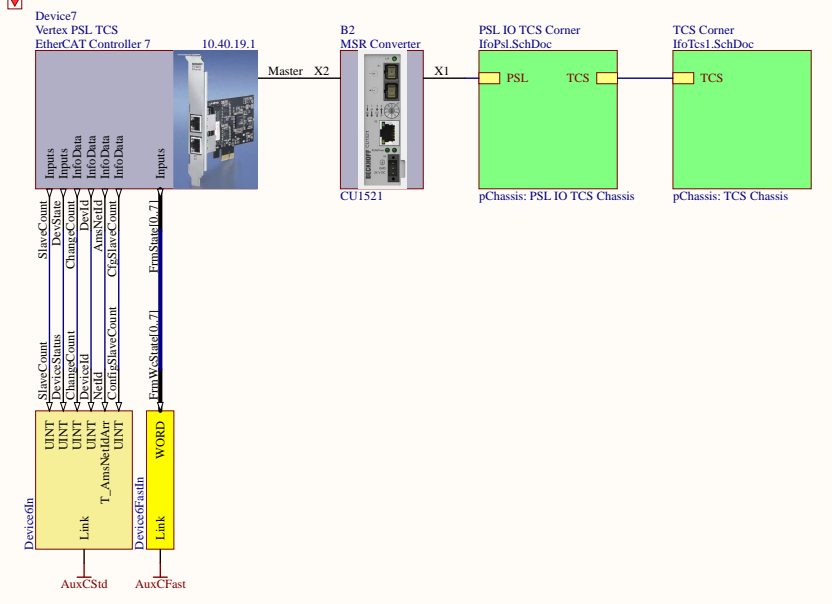 Device7
Vertex PSL TCS
EtherCAT Controller 7
10.40.19.1
B2
MSR Converter
PSL IO TCS Corner
IfoPsl.SchDoc
TCS Corner
IfoTcs1.SchDoc
Master
X2
X1
PSL
TCS
TCS
BECKHOFF
CU1521
pChassis: PSL IO TCS Chassis
pChassis: TCS Chassis
Inputs
Inputs
InfoData
InfoData
InfoData
InfoData
Inputs
SlaveCount
DevState
ChangeCount
DevId
AmsNetId
CfgSlaveCount
FrmState[0..7]
SlaveCount
DeviceStatus
ChangeCount
DeviceId
NetId
ConfigSlaveCount
FrmWcState[0..7]
UINT
UINT
UINT
UINT
T_AmsNetIdArr
UINT
WORD
Device6In
Link
Device6FastIn
Link
AuxCStd
AuxCFast